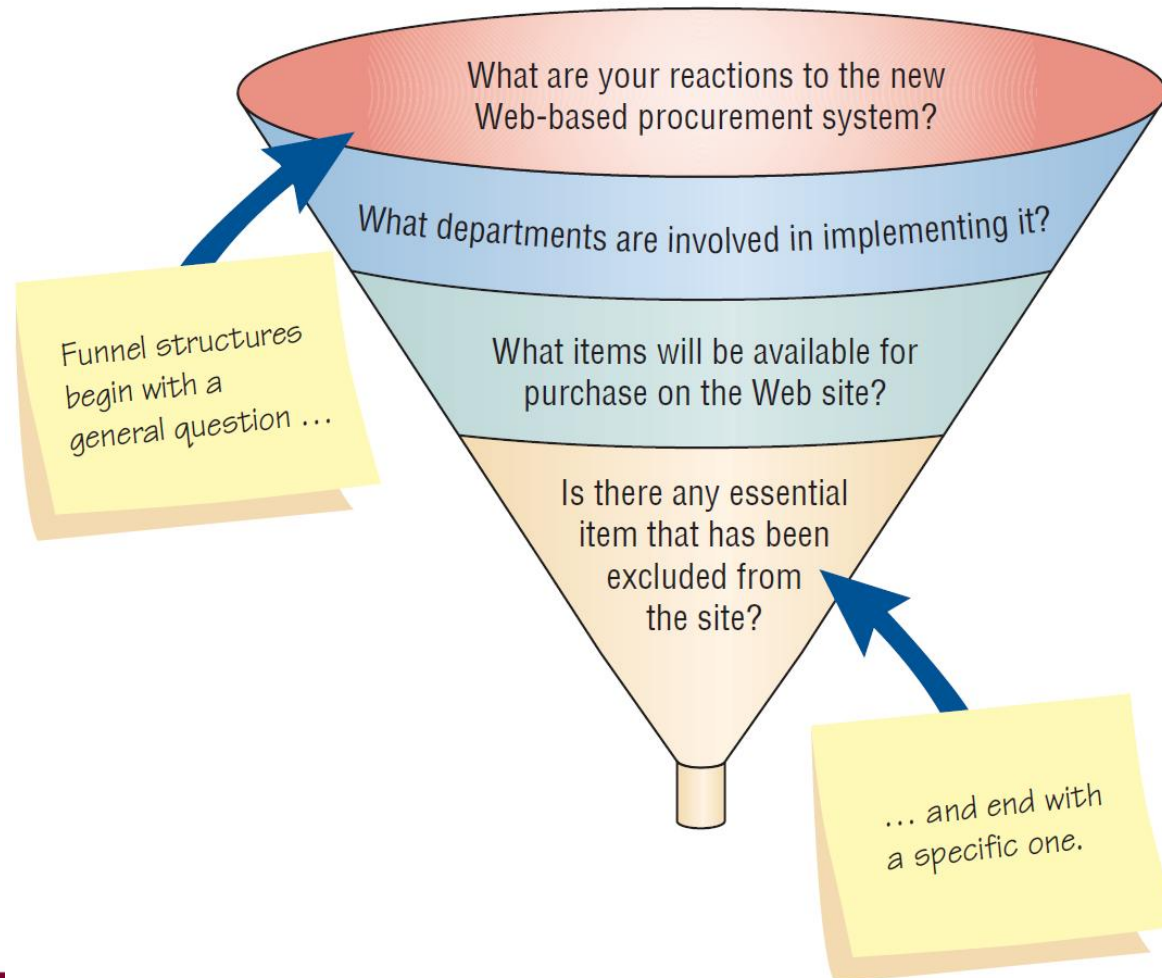 What are your reactions to the new
Web-based procurement system?
What departments are involved in implementing it?
Funnel structures
begin with a
general question ...
What items will be available for
purchase on the Web site?
Is there any essential
item that has been
excluded from
the site?
... and end with
a specific one.